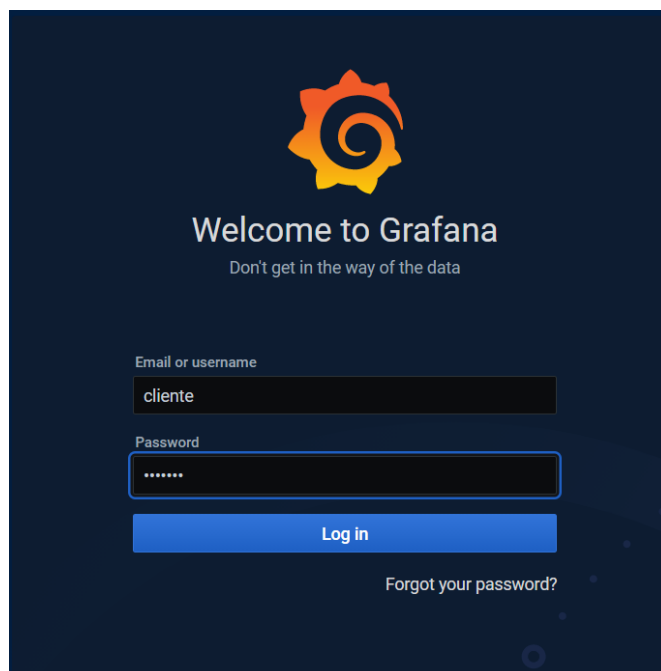 Welcome to Grafana
Don't get in the way of the data
Email or username
cliente
Password
•••••••
Log in
Forgot your password?